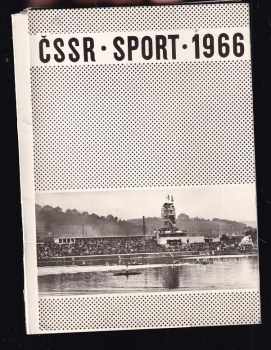 ČSSR · SPORT · 1966